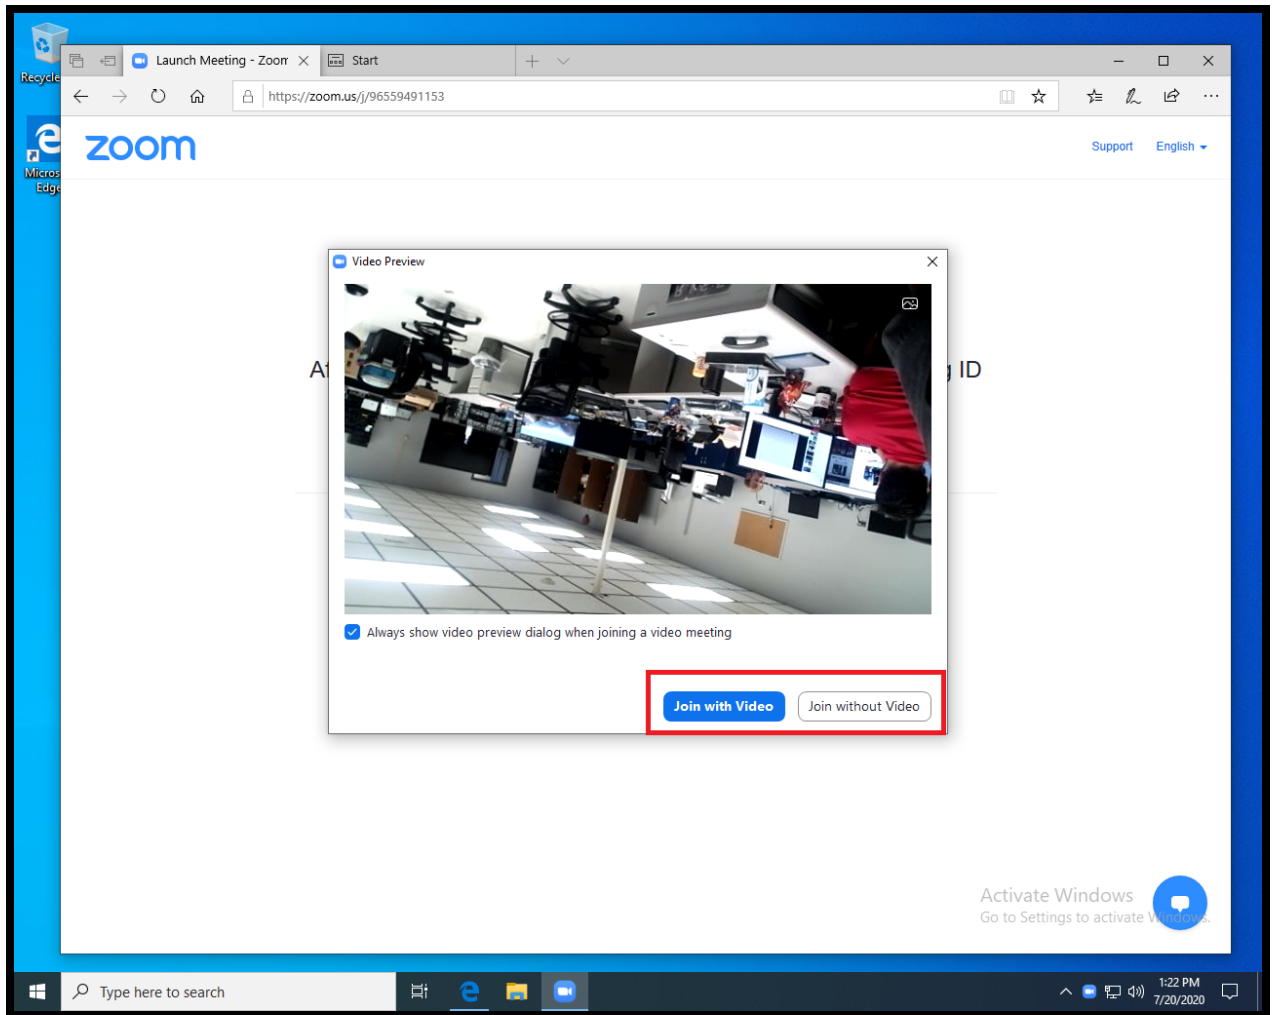 Recycle
Launch Meeting - Zoom
Start
https://zoom.us/j/96559491153
Micros
Edge
zoom
Support
English
Video Preview
ID
Always show video preview dialog when joining a video meeting
Join with Video
Join without Video
Activate Windows
Go to Settings to activate Windows.
Type here to search
1:22 PM
7/20/2020